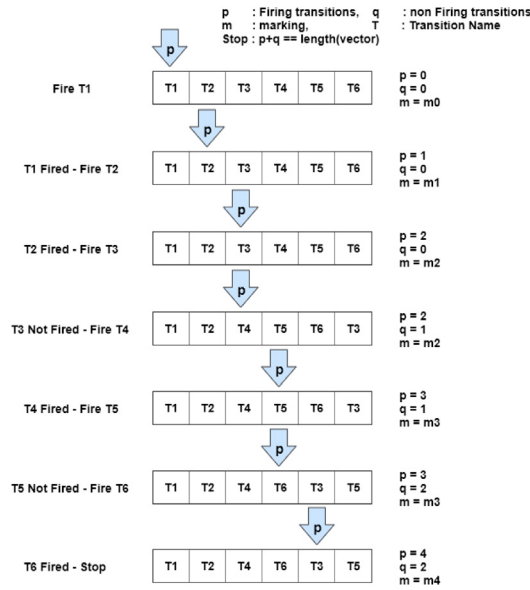 p : Firing transitions, q : non Firing transitions
m : marking, T : Transition Name
Stop : p+q == length(vector)
p
Fire T1 T1 T2 T3 T4 T5 T6 p = 0
q = 0
m = m0
p
T1 Fired - Fire T2 T1 T2 T3 T4 T5 T6 p = 1
q = 0
m = m1
p
T2 Fired - Fire T3 T1 T2 T3 T4 T5 T6 p = 2
q = 0
m = m2
p
T3 Not Fired - Fire T4 T1 T2 T4 T5 T6 T3 p = 2
q = 1
m = m2
p
T4 Fired - Fire T5 T1 T2 T4 T5 T6 T3 p = 3
q = 1
m = m3
p
T5 Not Fired - Fire T6 T1 T2 T4 T6 T3 T5 p = 3
q = 2
m = m3
p
T6 Fired - Stop T1 T2 T4 T6 T3 T5 p = 4
q = 2
m = m4